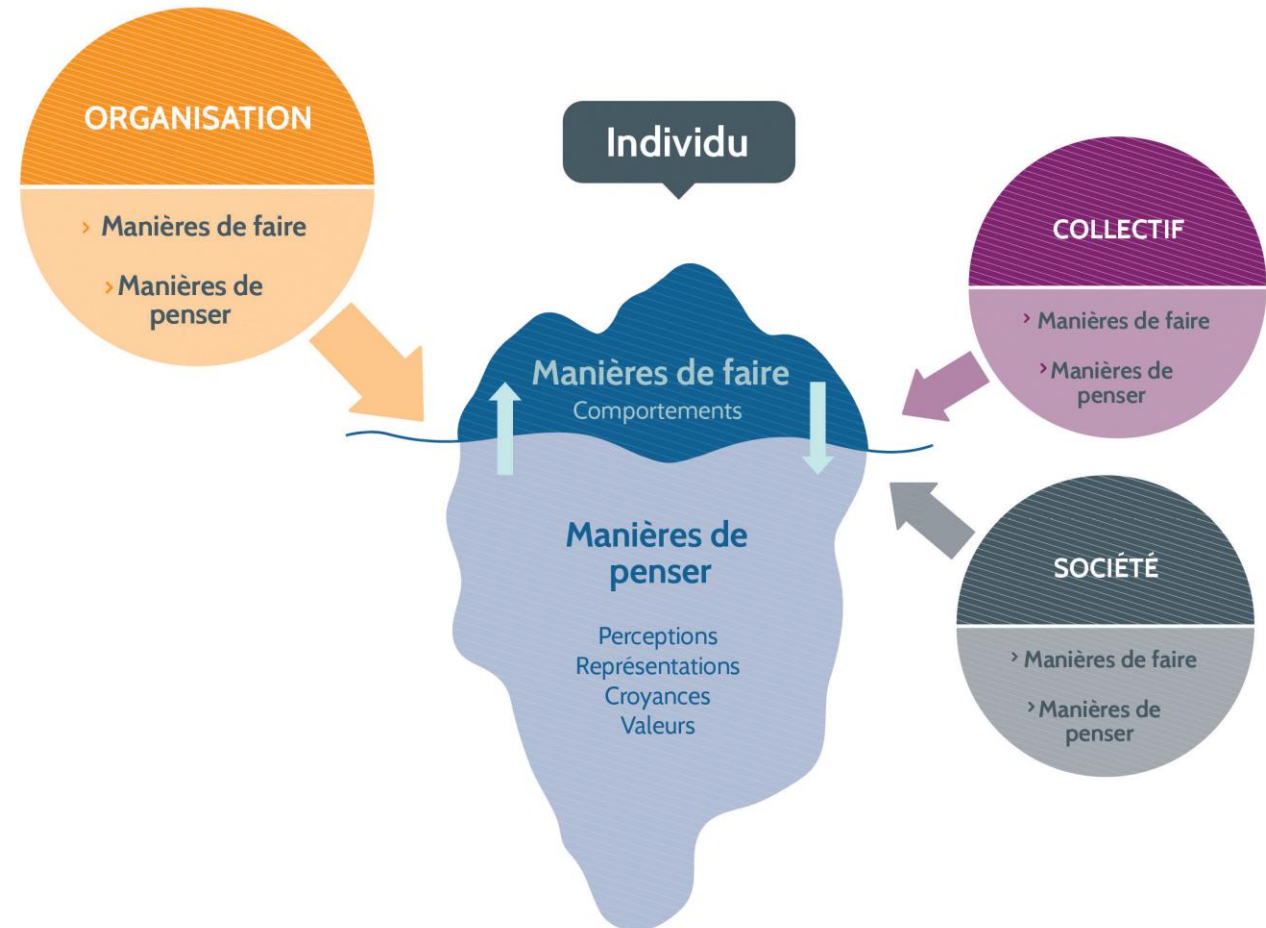 ORGANISATION
› Manières de faire
› Manières de
penser
Individu
Manières de faire
Comportements
Manières de
penser
Perceptions
Représentations
Croyances
Valeurs
COLLECTIF
› Manières de faire
› Manières de
penser
SOCIÉTÉ
› Manières de faire
› Manières de
penser